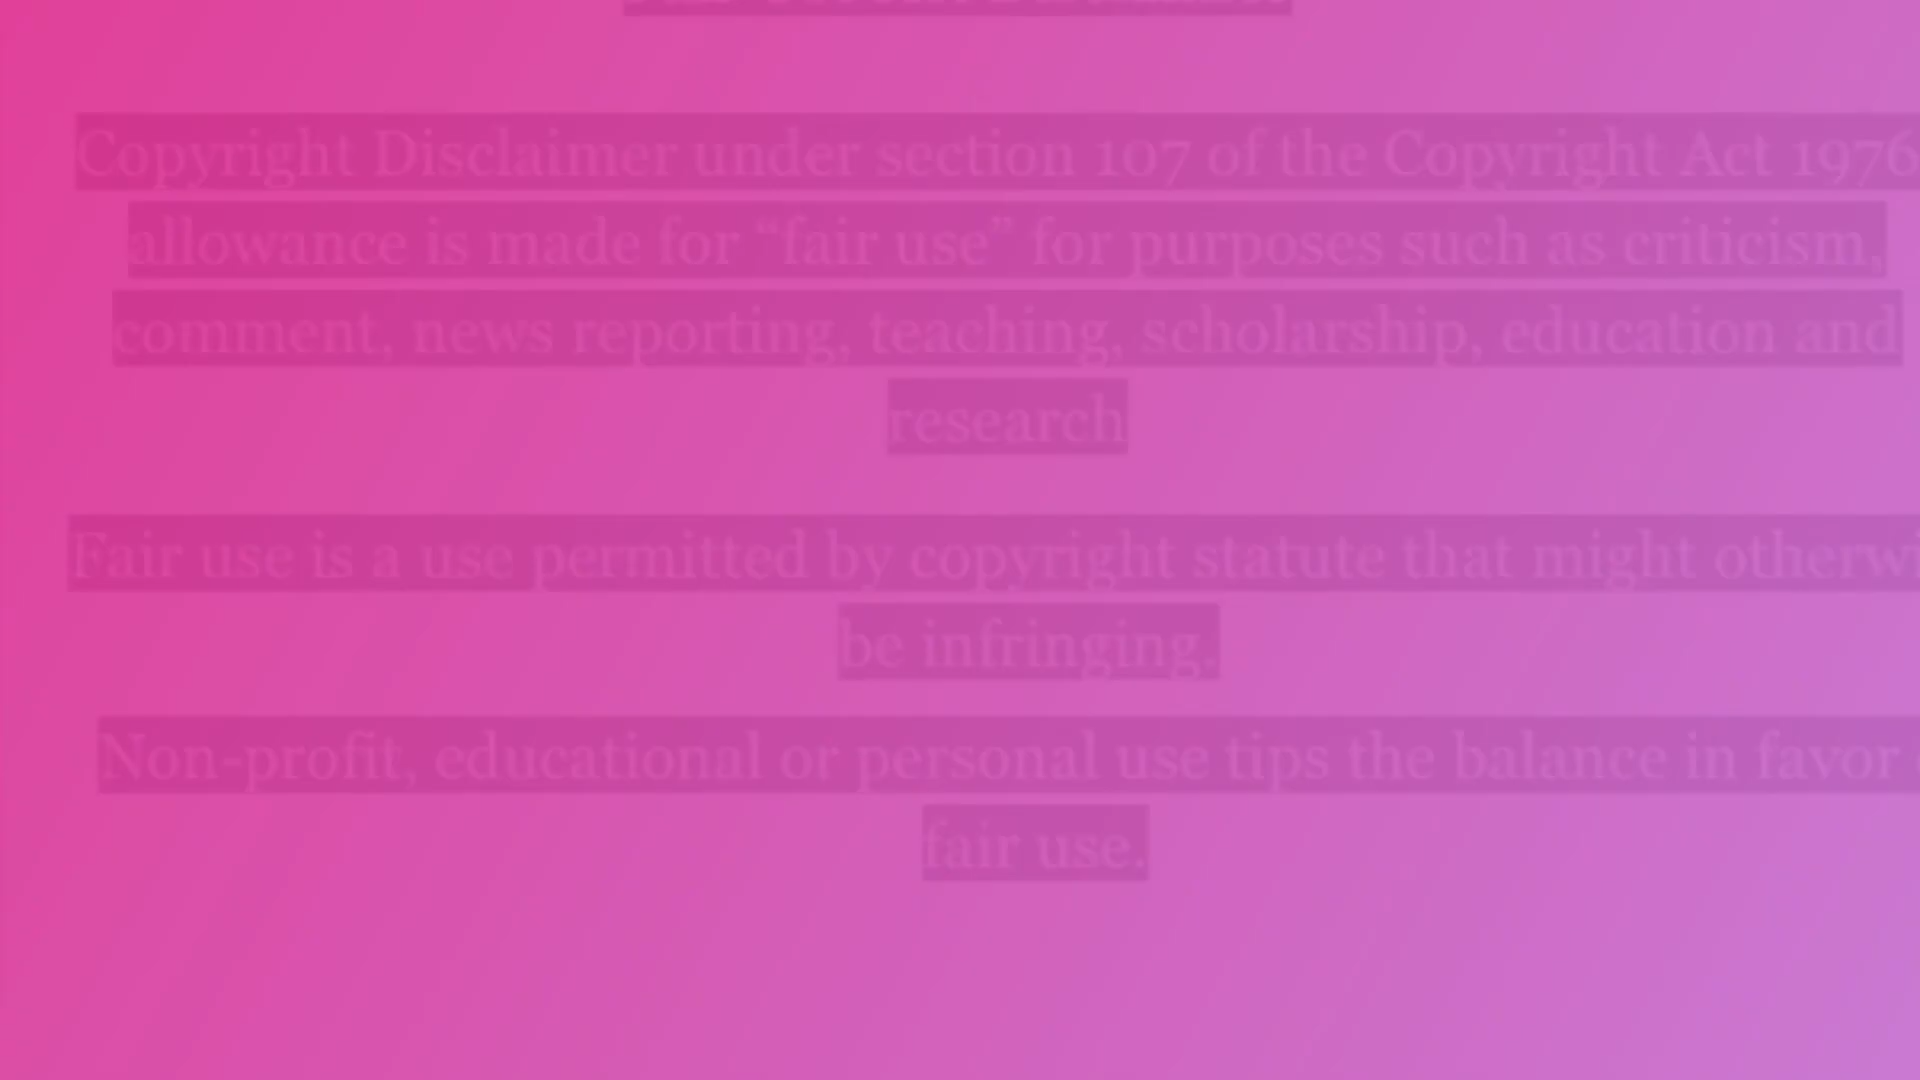 Copyright Disclaimer under section 107 of the Copyright Act 1976
allowance is made for “fair use” for purposes such as criticism,
comment, news reporting, teaching, scholarship, education and
research
Fair use is a use permitted by copyright statute that might
be infringing.
Non-profit, educational or personal use tips the balance in favor
fair use.